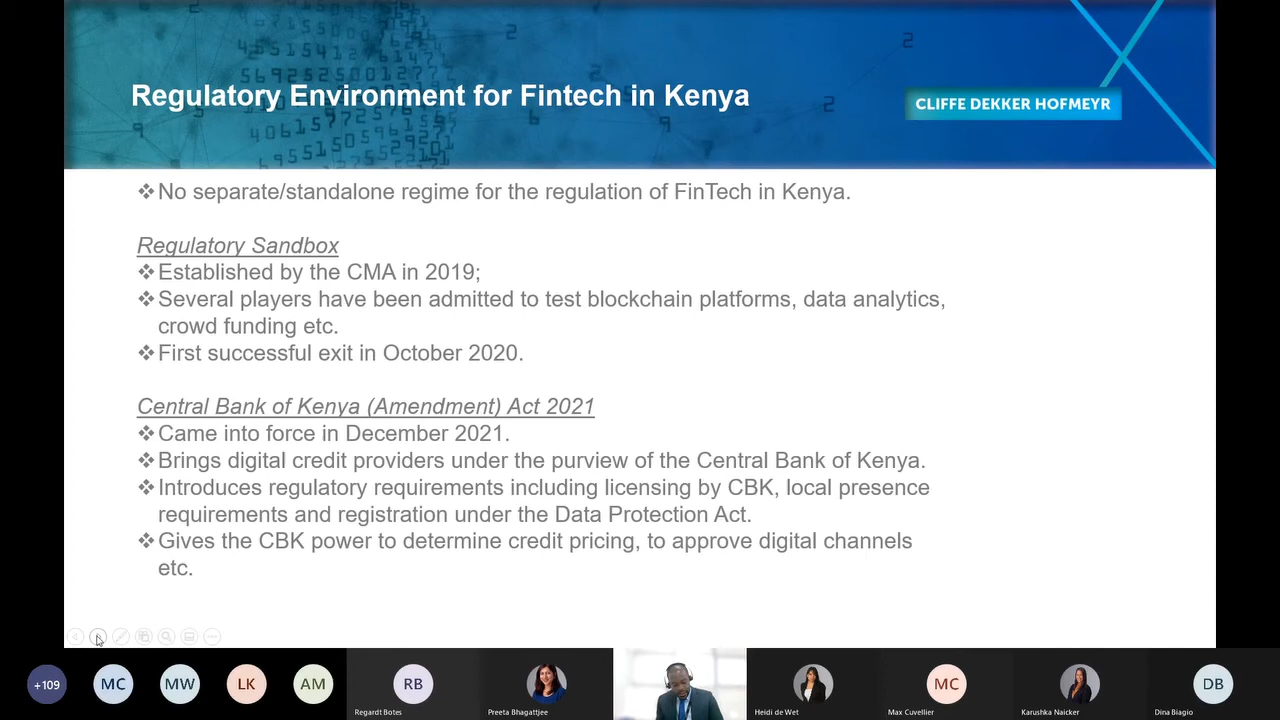 Regulatory Environment for Fintech in Kenya
CLIFFE DEKKER HOFMEYR
❖No separate/standalone regime for the regulation of FinTech in Kenya.
Regulatory Sandbox
❖Established by the CMA in 2019;
❖Several players have been admitted to test blockchain platforms, data analytics,
crowd funding etc.
❖First successful exit in October 2020.
Central Bank of Kenya (Amendment) Act 2021
❖Came into force in December 2021.
❖Brings digital credit providers under the purview of the Central Bank of Kenya.
❖Introduces regulatory requirements including licensing by CBK, local presence
requirements and registration under the Data Protection Act.
❖Gives the CBK power to determine credit pricing, to approve digital channels
etc.
+109 MC MW LK AM RB MC DB
Regardt Botes Preeta Bhagattjee Heidi de Wet Max Cuvellier Karushka Naicker Dina Biagio